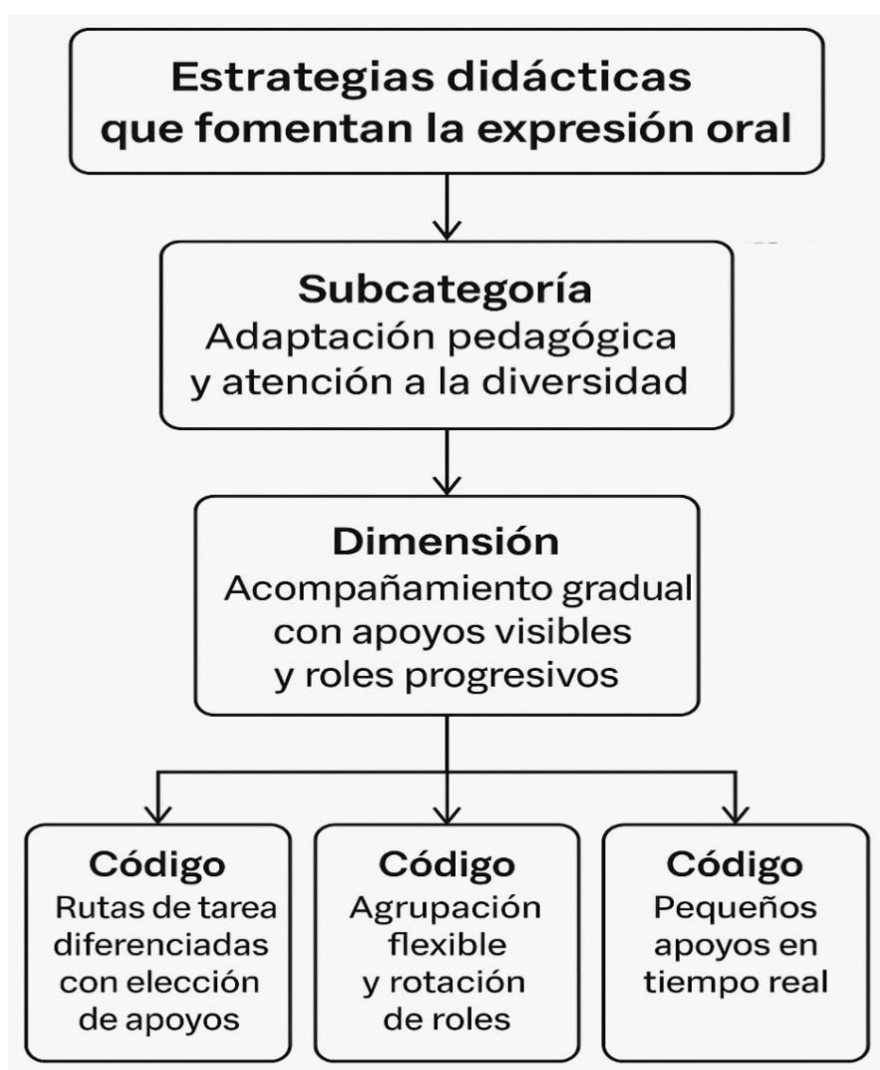 Estrategias didácticas
que fomentan la expresión oral
Subcategoría
Adaptación pedagógica
y atención a la diversidad
Dimensión
Acompañamiento gradual
con apoyos visibles
y roles progresivos
Código
Rutas de tarea
diferenciadas
con elección
de apoyos
Código
Agrupación
flexible
y rotación
de roles
Código
Pequeños
apoyos en
tiempo real